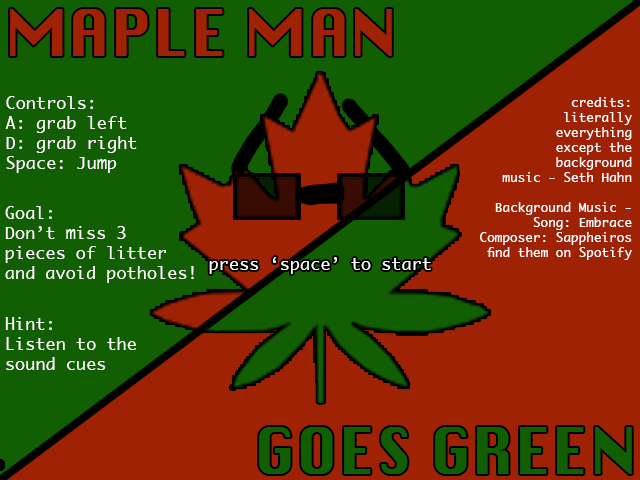 MAPLE MAN
Controls:
A: grab left
D: grab right
Space: Jump
Goal:
Don’t miss 3
pieces of litter
and avoid potholes!
Hint:
Listen to the
sound cues
press ‘space’ to start
credits:
literally
everything
except the
background
music - Seth Hahn
Background Music -
Song: Embrace
Composer: Sappheiros
find them on Spotify
GOES GREEN